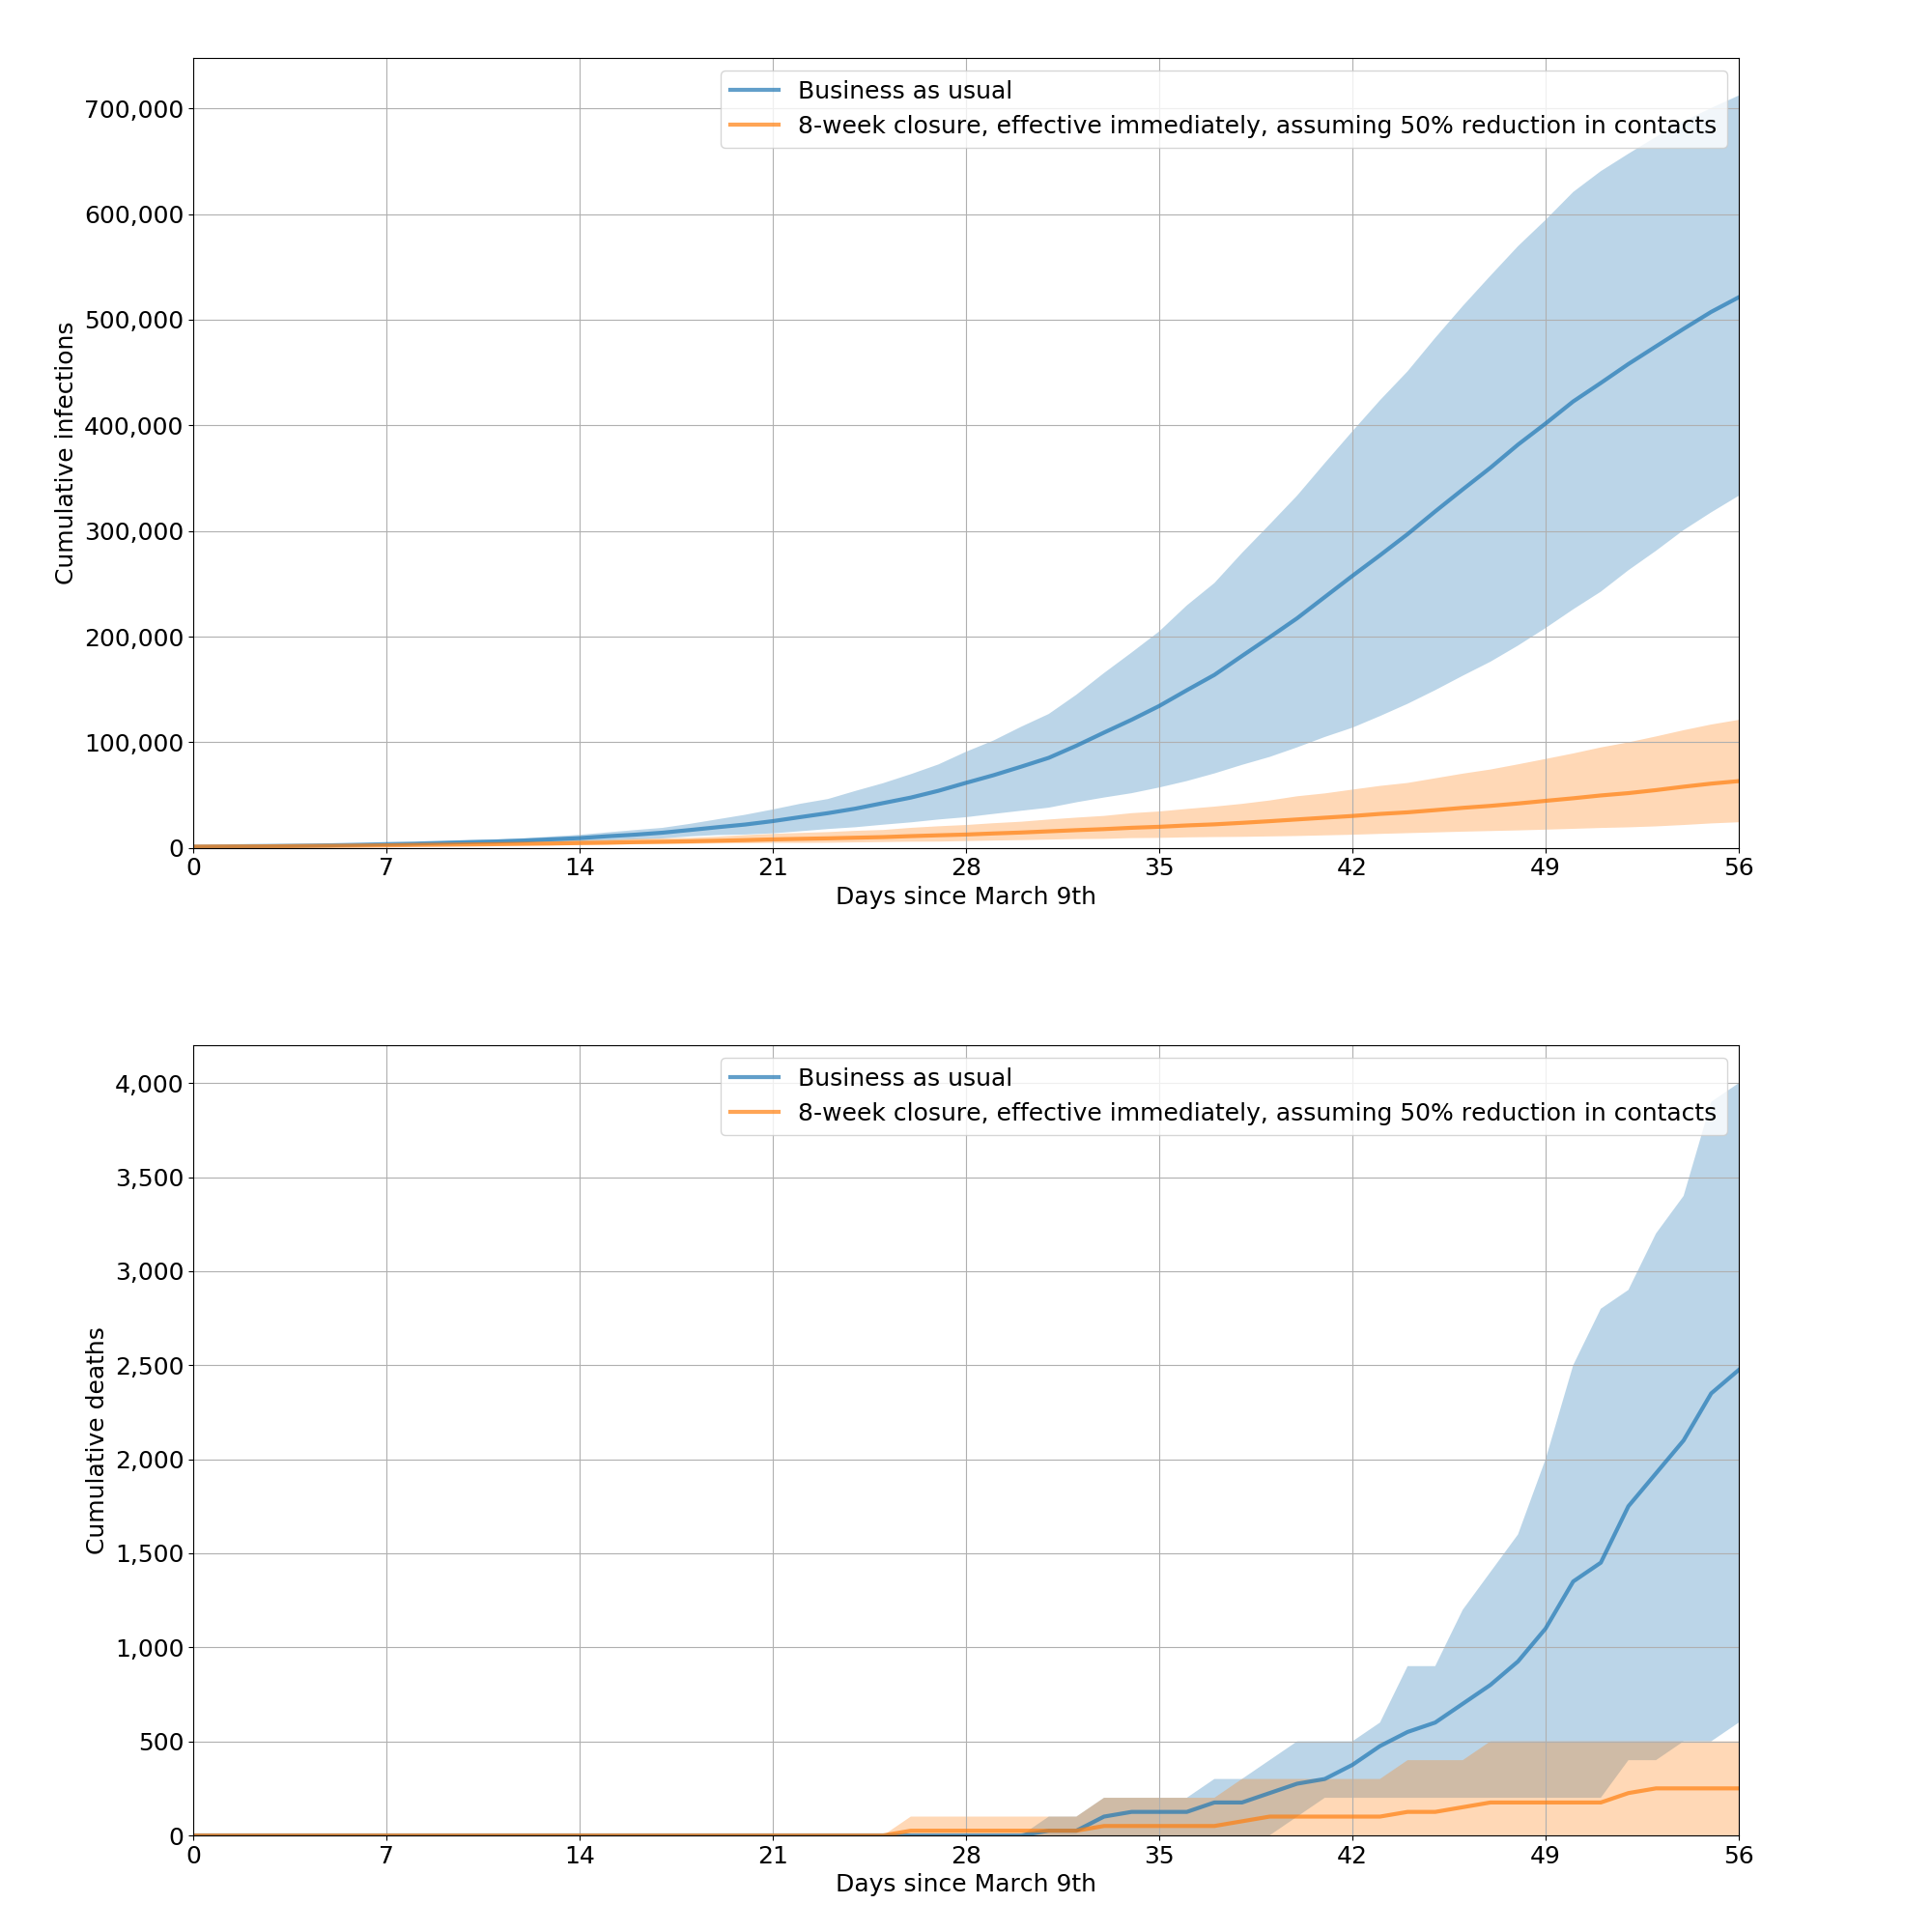 Business as usual
8-week closure, effective immediately, assuming 50% reduction in contacts
700,000
600,000
500,000
400,000
300,000
200,000
100,000
0
Cumulative infections
0 7 14 21 28 35 42 49 56
Days since March 9th
Business as usual
8-week closure, effective immediately, assuming 50% reduction in contacts
4,000
3,500
3,000
2,500
2,000
1,500
1,000
500
0
Cumulative deaths
0 7 14 21 28 35 42 49 56
Days since March 9th